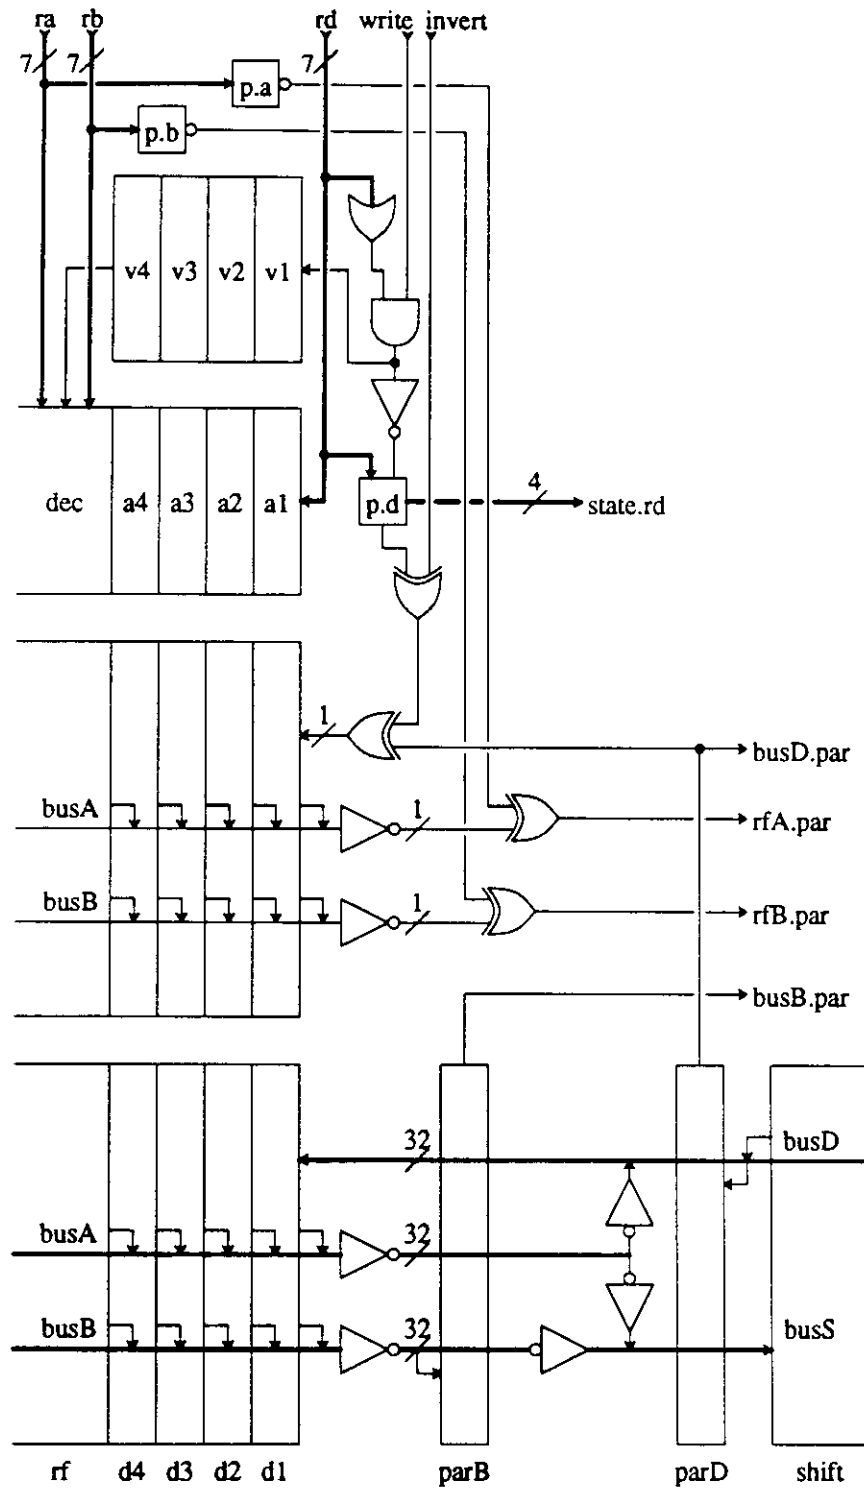 ra rb rd write invert
7 7 7
p.a
p.b
v4 v3 v2 v1
dec a4 a3 a2 a1 p.d 4 state.rd
1 busD.par
busA 1 rfA.par
busB 1 rfB.par
busB.par
32 busD
busA 32
busB 32 busS
rf d4 d3 d2 d1 parB parD shift